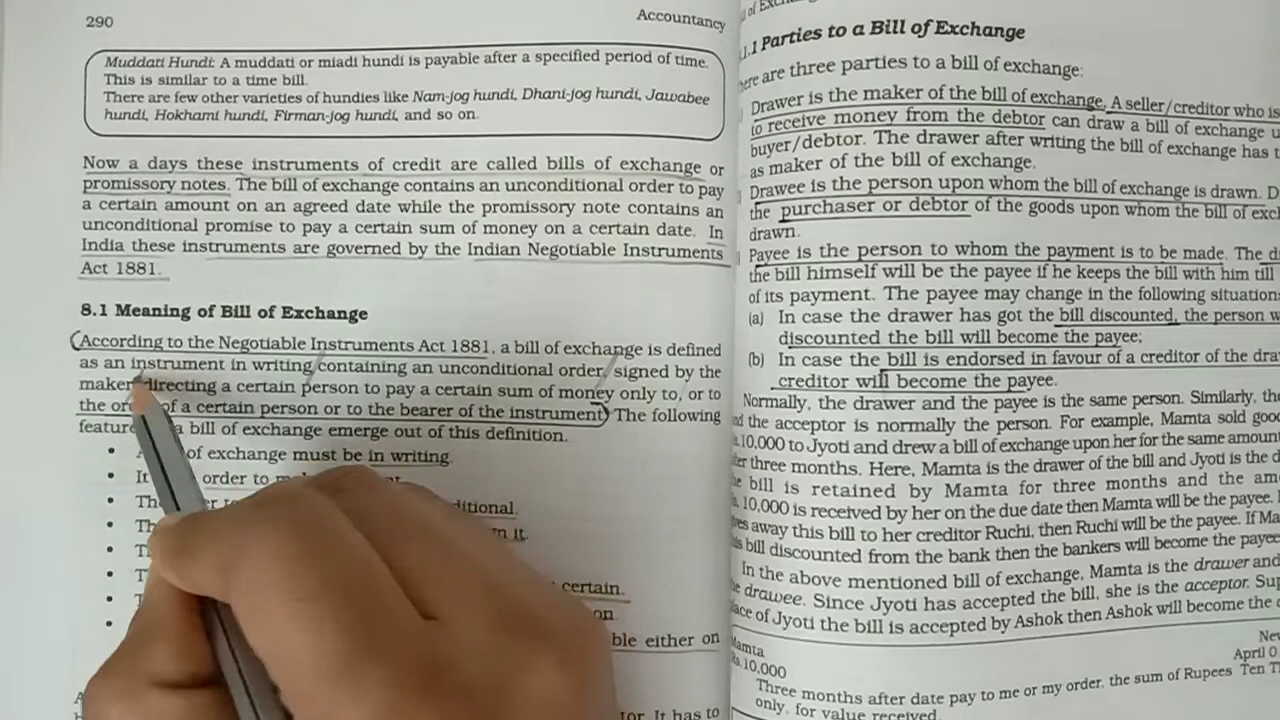 290
Accountancy
Muddati Hundi: A muddati or miadi hundi is payable after a specified period of time.
This is similar to a time bill.
There are few other varieties of hundies like Nam-jog hundi, Dhani-jog hundi, Jawabee
hundi, Hokhami hundi, Firman-jog hundi, and so on.
Now a days these instruments of credit are called bills of exchange or
promissory notes. The bill of exchange contains an unconditional order to pay
a certain amount on an agreed date while the promissory note contains an
unconditional promise to pay a certain sum of money on a certain date. In
India these instruments are governed by the Indian Negotiable Instruments
Act 1881.
8.1 Meaning of Bill of Exchange
According to the Negotiable Instruments Act 1881, a bill of exchange is defined
as an instrument in writing containing an unconditional order, signed by the
maker, directing a certain person to pay a certain sum of money only to, or to
the of a certain person or to the bearer of the instrument. The following
a bill of exchange emerge out of this definition.
• of exchange must be in writing.
• It order to
•
•
•
• certain.
•
• either on
It has to
of
.1 Parties to a Bill of Exchange
ere are three parties to a bill of exchange:
Drawer is the maker of the bill of exchange. A seller/creditor who is
to receive money from the debtor can draw a bill of exchange u
buyer/debtor. The drawer after writing the bill of exchange has t
as maker of the bill of exchange.
Drawee is the person upon whom the bill of exchange is drawn. D
the purchaser or debtor of the goods upon whom the bill of exc
drawn.
Payee is the person to whom the payment is to be made. The d
the bill himself will be the payee if he keeps the bill with him till
of its payment. The payee may change in the following situation
(a) In case the drawer has got the bill discounted, the person w
discounted the bill will become the payee;
(b) In case the bill is endorsed in favour of a creditor of the dra
creditor will become the payee.
Normally, the drawer and the payee is the same person. Similarly, the
the acceptor is normally the person. For example, Mamta sold good
10,000 to Jyoti and drew a bill of exchange upon her for the same amoun
three months. Here, Mamta is the drawer of the bill and Jyoti is the d
bill is retained by Mamta for three months and the am
10,000 is received by her on the due date then Mamta will be the payee.
away this bill to her creditor Ruchi, then Ruchi will be the payee. If Ma
bill discounted from the bank then the bankers will become the payee
In the above mentioned bill of exchange, Mamta is the drawer and
drawee. Since Jyoti has accepted the bill, she is the acceptor. Sup
lace of Jyoti the bill is accepted by Ashok then Ashok will become the
Mamta
Rs.10,000
Nev
April 0
Three months after date pay to me or my order, the sum of Rupees Ten T
only, for value received.